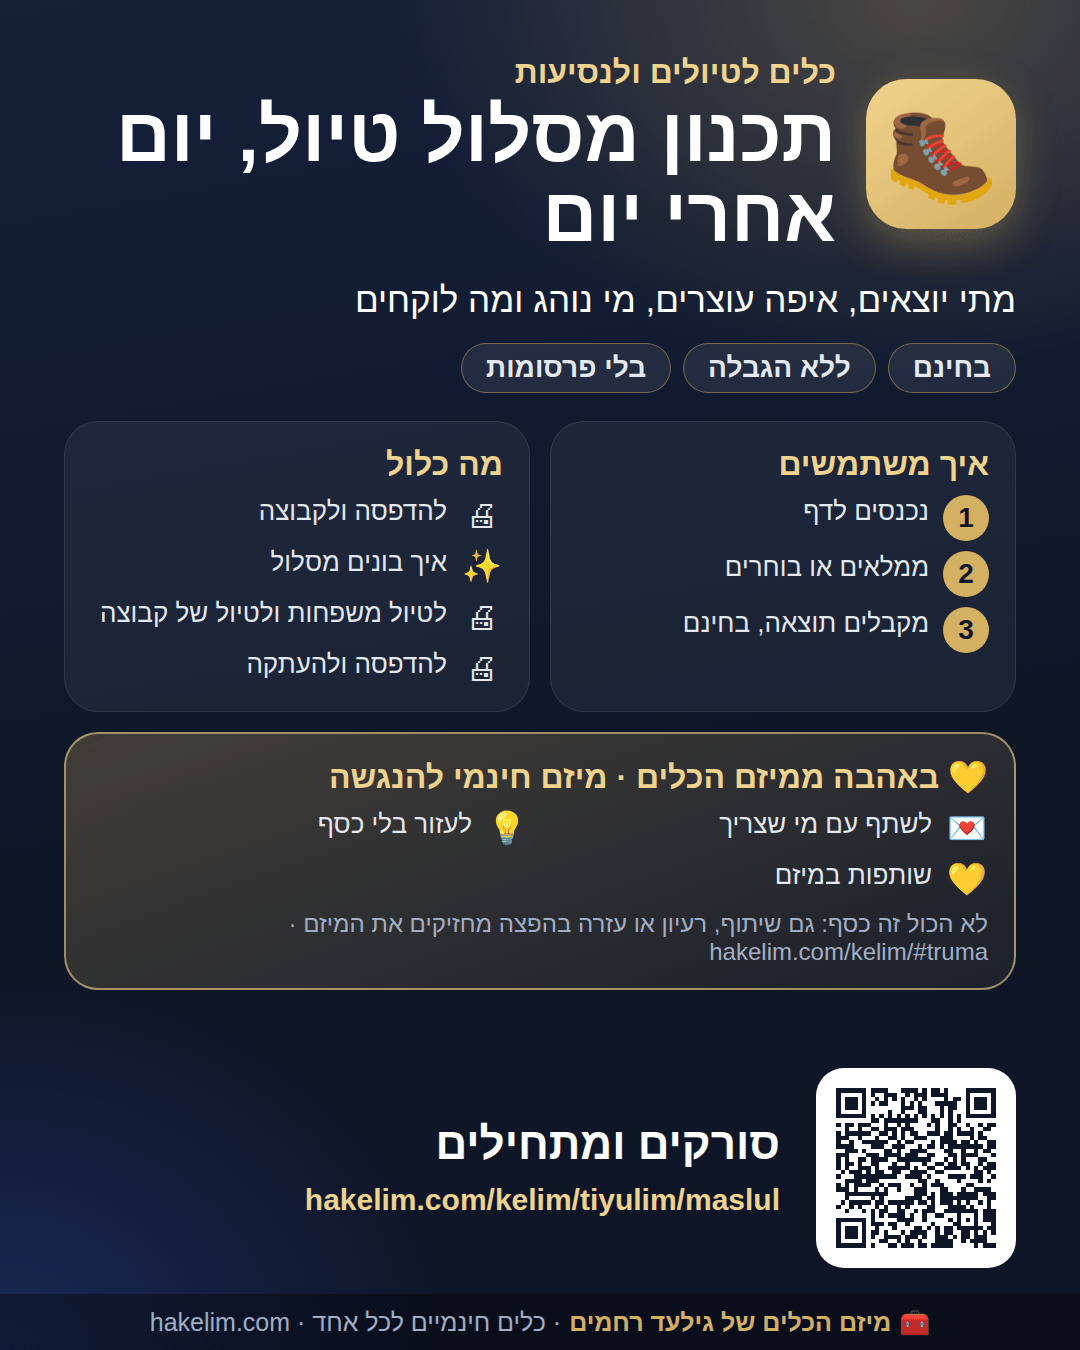 כלים לטיולים ולנסיעות
תכנון מסלול טיול, יום
אחרי יום
מתי יוצאים, איפה עוצרים, מי נוהג ומה לוקחים
בחינם
ללא הגבלה
בלי פרסומות
איך משתמשים
1 נכנסים לדף
2 ממלאים או בוחרים
3 מקבלים תוצאה, בחינם
מה כלול
להדפסה ולקבוצה
איך בונים מסלול
לטיול משפחות ולטיול של קבוצה
להדפסה ולהעתקה
באהבה ממיזם הכלים · מיזם חינמי להנגשה
לשתף עם מי שצריך
לעזור בלי כסף
שותפות במיזם
לא הכול זה כסף: גם שיתוף, רעיון או עזרה בהפצה מחזיקים את המיזם ·
hakelim.com/kelim/#truma
סורקים ומתחילים
hakelim.com/kelim/tiyulim/maslul
מיזם הכלים של גילעד רחמים · כלים חינמיים לכל אחד · hakelim.com